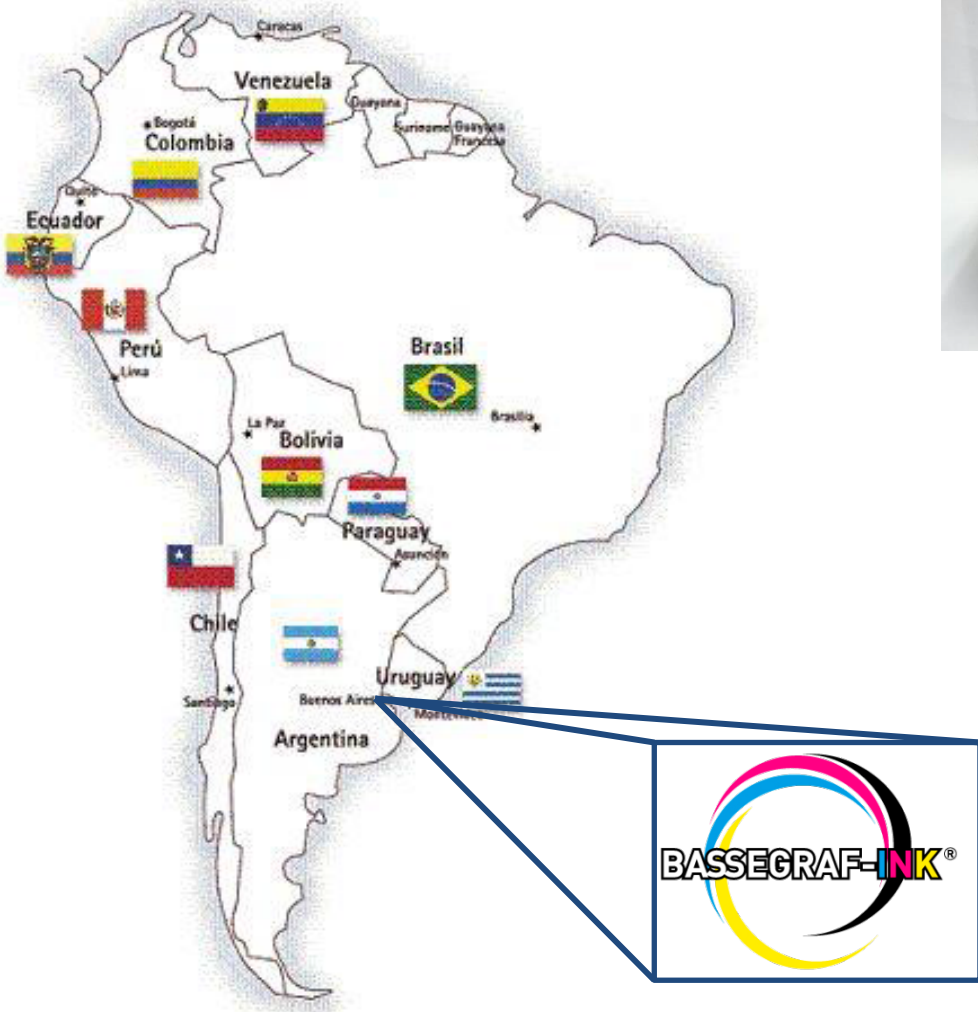 Caracas
Venezuela
Guayana
Suriname
Guayana
Francesa
Bogotá
Colombia
Quito
Ecuador
Perú
Lima
Brasil
Brasilia
La Paz
Bolivia
Paraguay
Asunción
Chile
Santiago
Uruguay
Buenos Aires
Montevideo
Argentina
BASSEGRAF-INK®